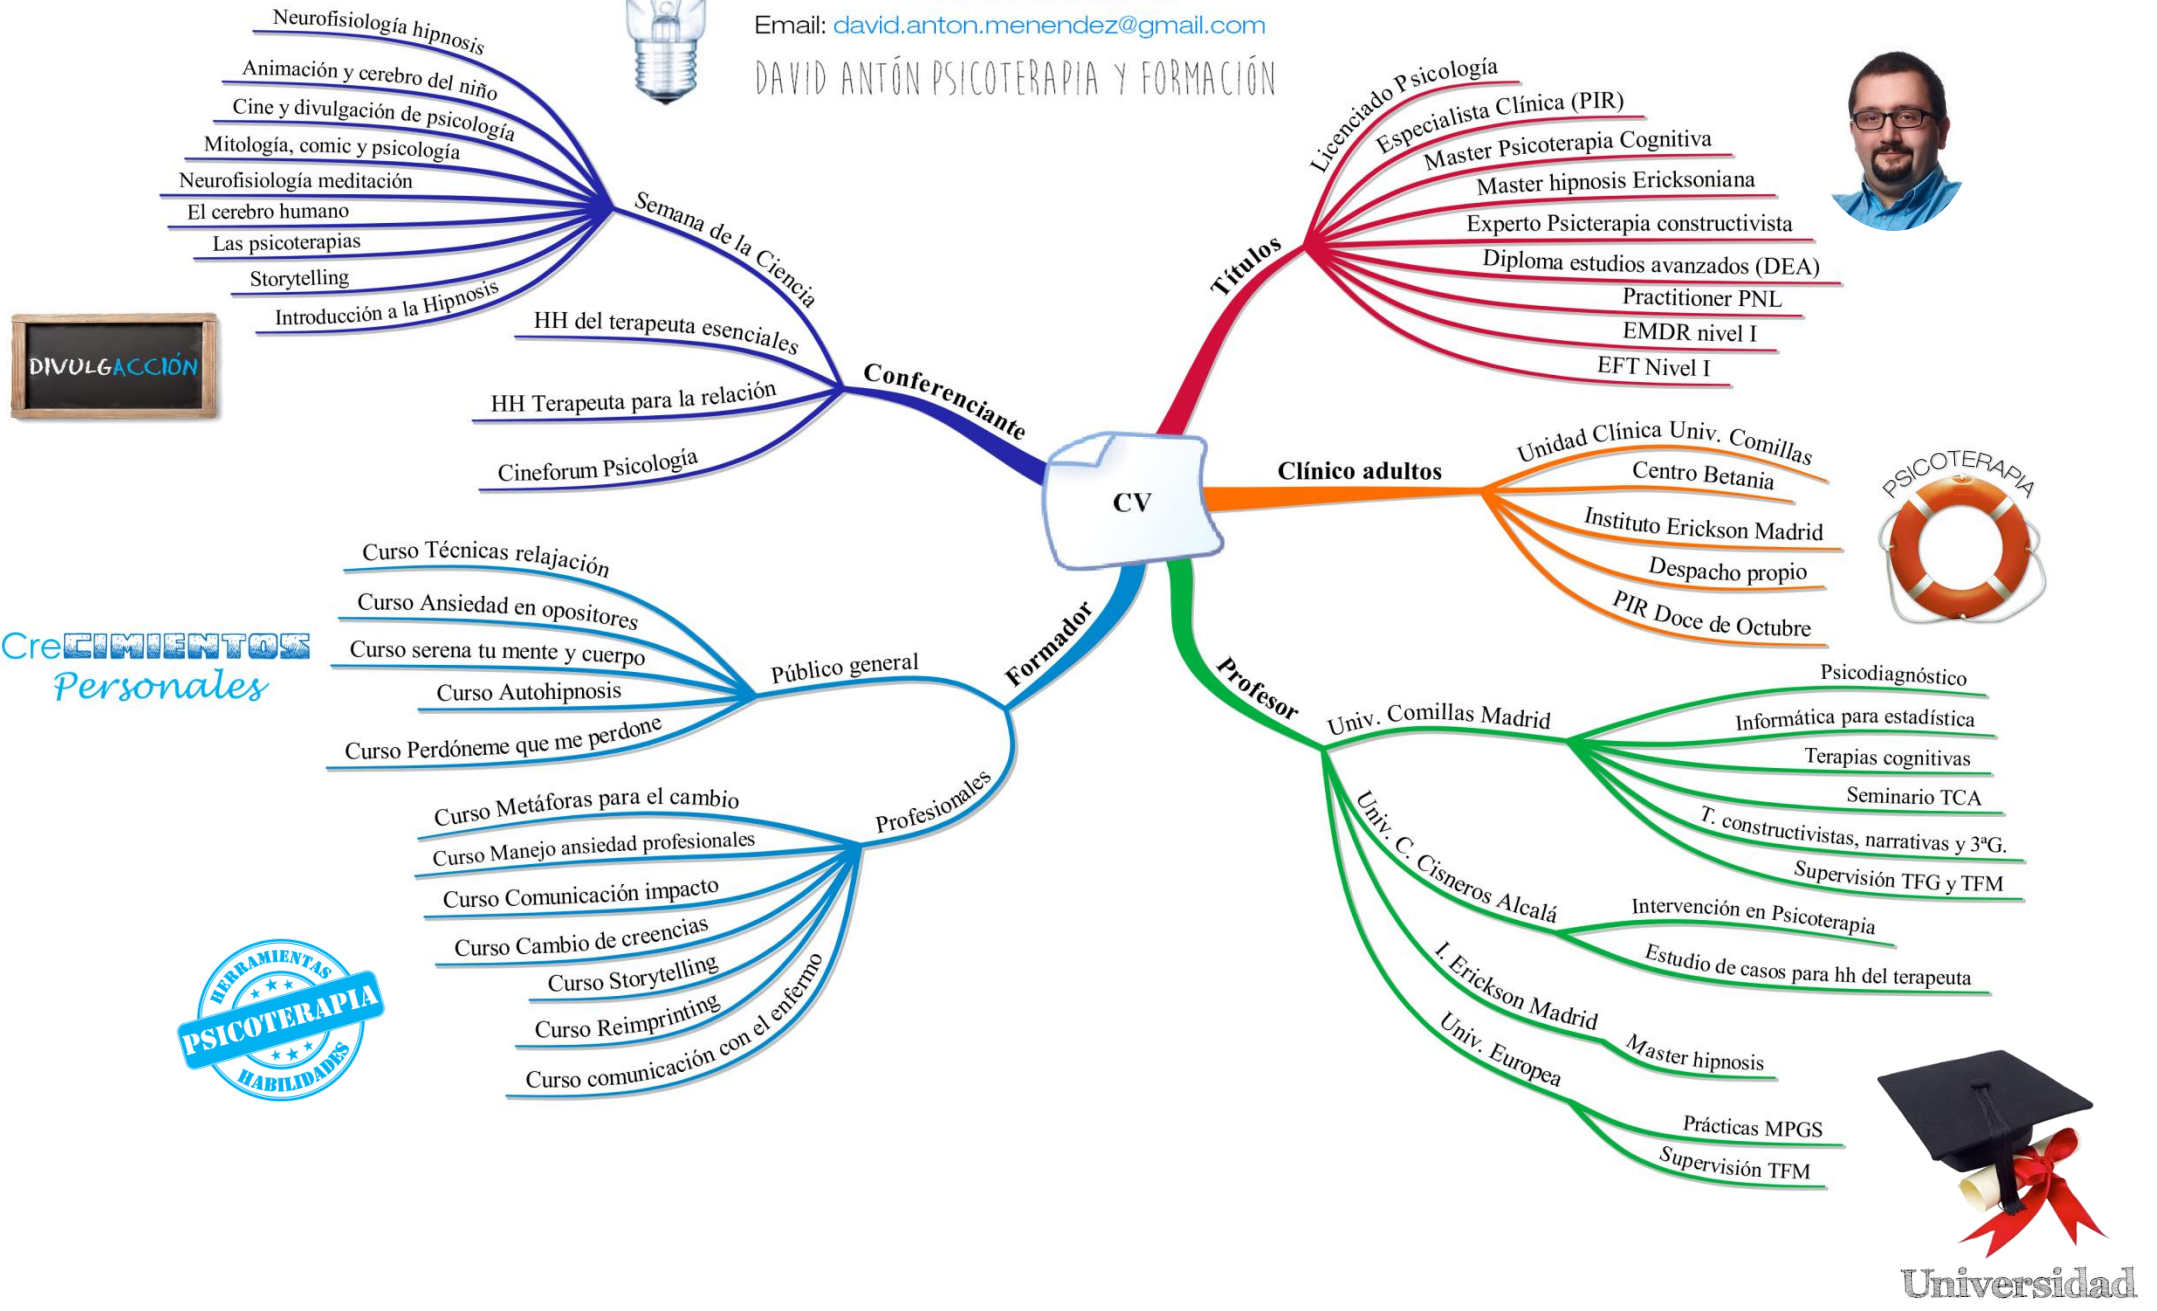 Email: david.anton.menendez@gmail.com
DAVID ANTÓN PSICOTERAPIA Y FORMACIÓN
CV
Títulos
Licenciado Psicología
Especialista Clínica (PIR)
Master Psicoterapia Cognitiva
Master hipnosis Ericksoniana
Experto Psicterapia constructivista
Diploma estudios avanzados (DEA)
Practitioner PNL
EMDR nivel I
EFT Nivel I
Clínico adultos
Unidad Clínica Univ. Comillas
Centro Betania
Instituto Erickson Madrid
Despacho propio
PIR Doce de Octubre
PSICOTERAPIA
Profesor
Univ. Comillas Madrid
Psicodiagnóstico
Informática para estadística
Terapias cognitivas
Seminario TCA
T. constructivistas, narrativas y 3ªG.
Supervisión TFG y TFM
Univ. C. Cisneros Alcalá
Intervención en Psicoterapia
Estudio de casos para hh del terapeuta
I. Erickson Madrid
Master hipnosis
Univ. Europea
Prácticas MPGS
Supervisión TFM
Universidad
Conferenciante
Semana de la Ciencia
Neurofisiología hipnosis
Animación y cerebro del niño
Cine y divulgación de psicología
Mitología, comic y psicología
Neurofisiología meditación
El cerebro humano
Las psicoterapias
Storytelling
Introducción a la Hipnosis
HH del terapeuta esenciales
HH Terapeuta para la relación
Cineforum Psicología
DIVULGACCIÓN
Formador
Público general
Curso Técnicas relajación
Curso Ansiedad en opositores
Curso serena tu mente y cuerpo
Curso Autohipnosis
Curso Perdóneme que me perdone
CreCIMIENTOS
Personales
Profesionales
Curso Metáforas para el cambio
Curso Manejo ansiedad profesionales
Curso Comunicación impacto
Curso Cambio de creencias
Curso Storytelling
Curso Reimprinting
Curso comunicación con el enfermo
HERRAMIENTAS
PSICOTERAPIA
HABILIDADES